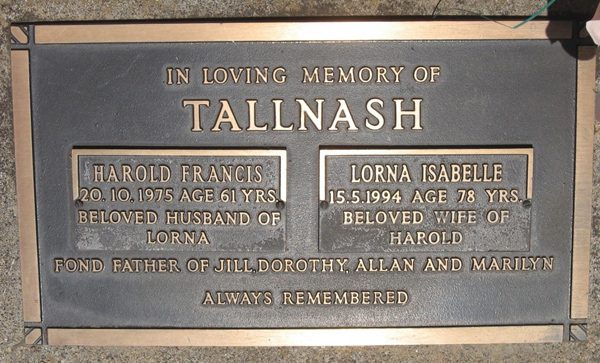 IN LOVING MEMORY OF
TALLNASH
HAROLD FRANCIS
20.10.1975 AGE 61 YRS.
BELOVED HUSBAND OF
LORNA
LORNA ISABELLE
15.5.1994 AGE 78 YRS.
BELOVED WIFE OF
HAROLD
FOND FATHER OF JILL, DOROTHY, ALLAN AND MARILYN
ALWAYS REMEMBERED